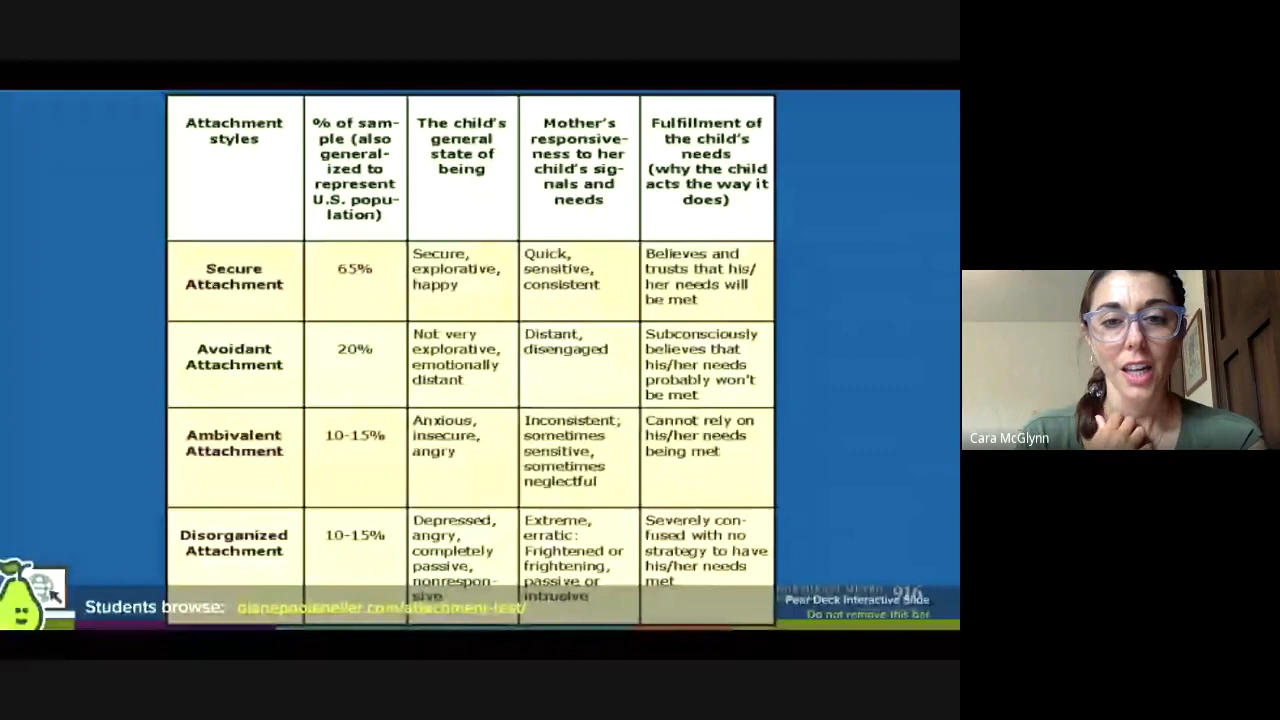 Attachment
styles
% of sam-
ple (also
general-
ized to
represent
U.S. popu-
lation)
The child's
general
state of
being
Mother's
responsive-
ness to her
child's sig-
nals and
needs
Fulfillment of
the child's
needs
(why the child
acts the way it
does)
Secure
Attachment
65%
Secure,
explorative,
happy
Quick,
sensitive,
consistent
Believes and
trusts that his/
her needs will
be met
Avoidant
Attachment
20%
Not very
explorative,
emotionally
distant
Distant,
disengaged
Subconsciously
believes that
his/her needs
probably won't
be met
Ambivalent
Attachment
10-15%
Anxious,
insecure,
angry
Inconsistent;
sometimes
sensitive,
sometimes
neglectful
Cannot rely on
his/her needs
being met
Disorganized
Attachment
10-15%
Depressed,
angry,
completely
passive,
nonrespon-
sive
Extreme,
erratic:
Frightened or
frightening,
passive or
intrusive
Severely con-
fused with no
strategy to have
his/her needs
met
Students browse:
916
Pear Deck Interactive Slide
Do not remove this bar
Cara McGlynn